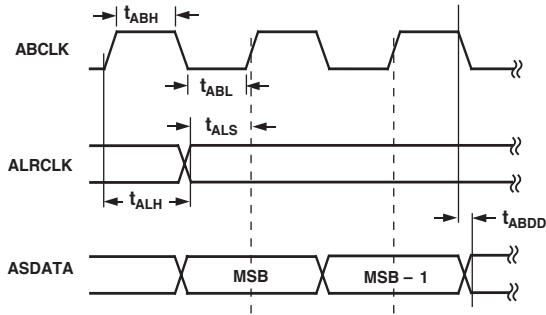 tABH
ABCLK
tABL
tALS
ALRCLK
tALH
tABDD
ASDATA
MSB
MSB – 1